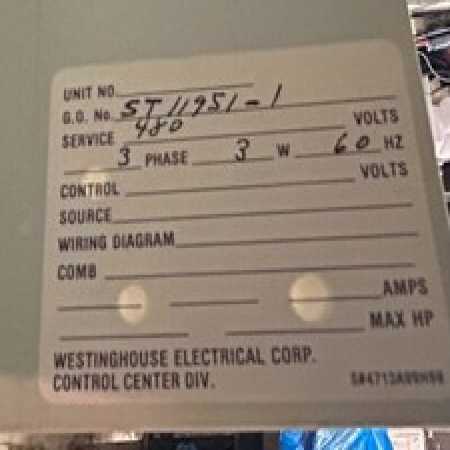 UNIT NO.
G.O. No. ST11951-1
SERVICE 480 VOLTS
3 PHASE 3 W 60 HZ
CONTROL VOLTS
SOURCE
WIRING DIAGRAM
COMB
AMPS
MAX HP
WESTINGHOUSE ELECTRICAL CORP.
CONTROL CENTER DIV.